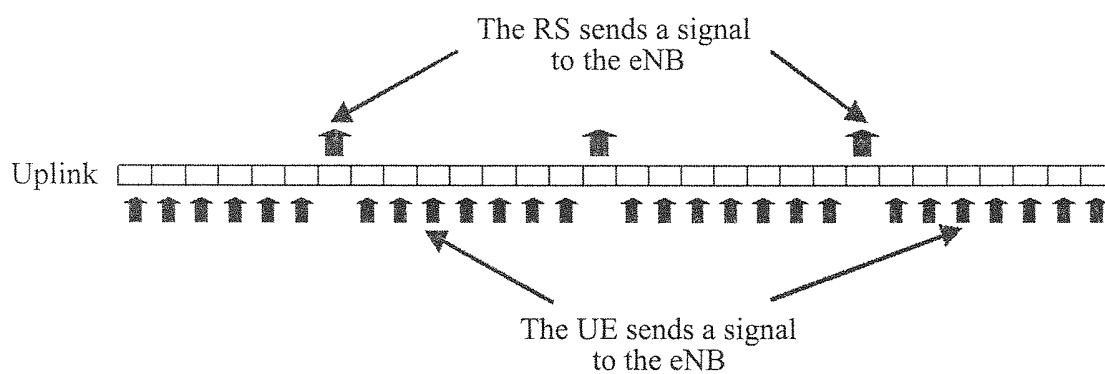 The RS sends a signal
to the eNB
Uplink
The UE sends a signal
to the eNB